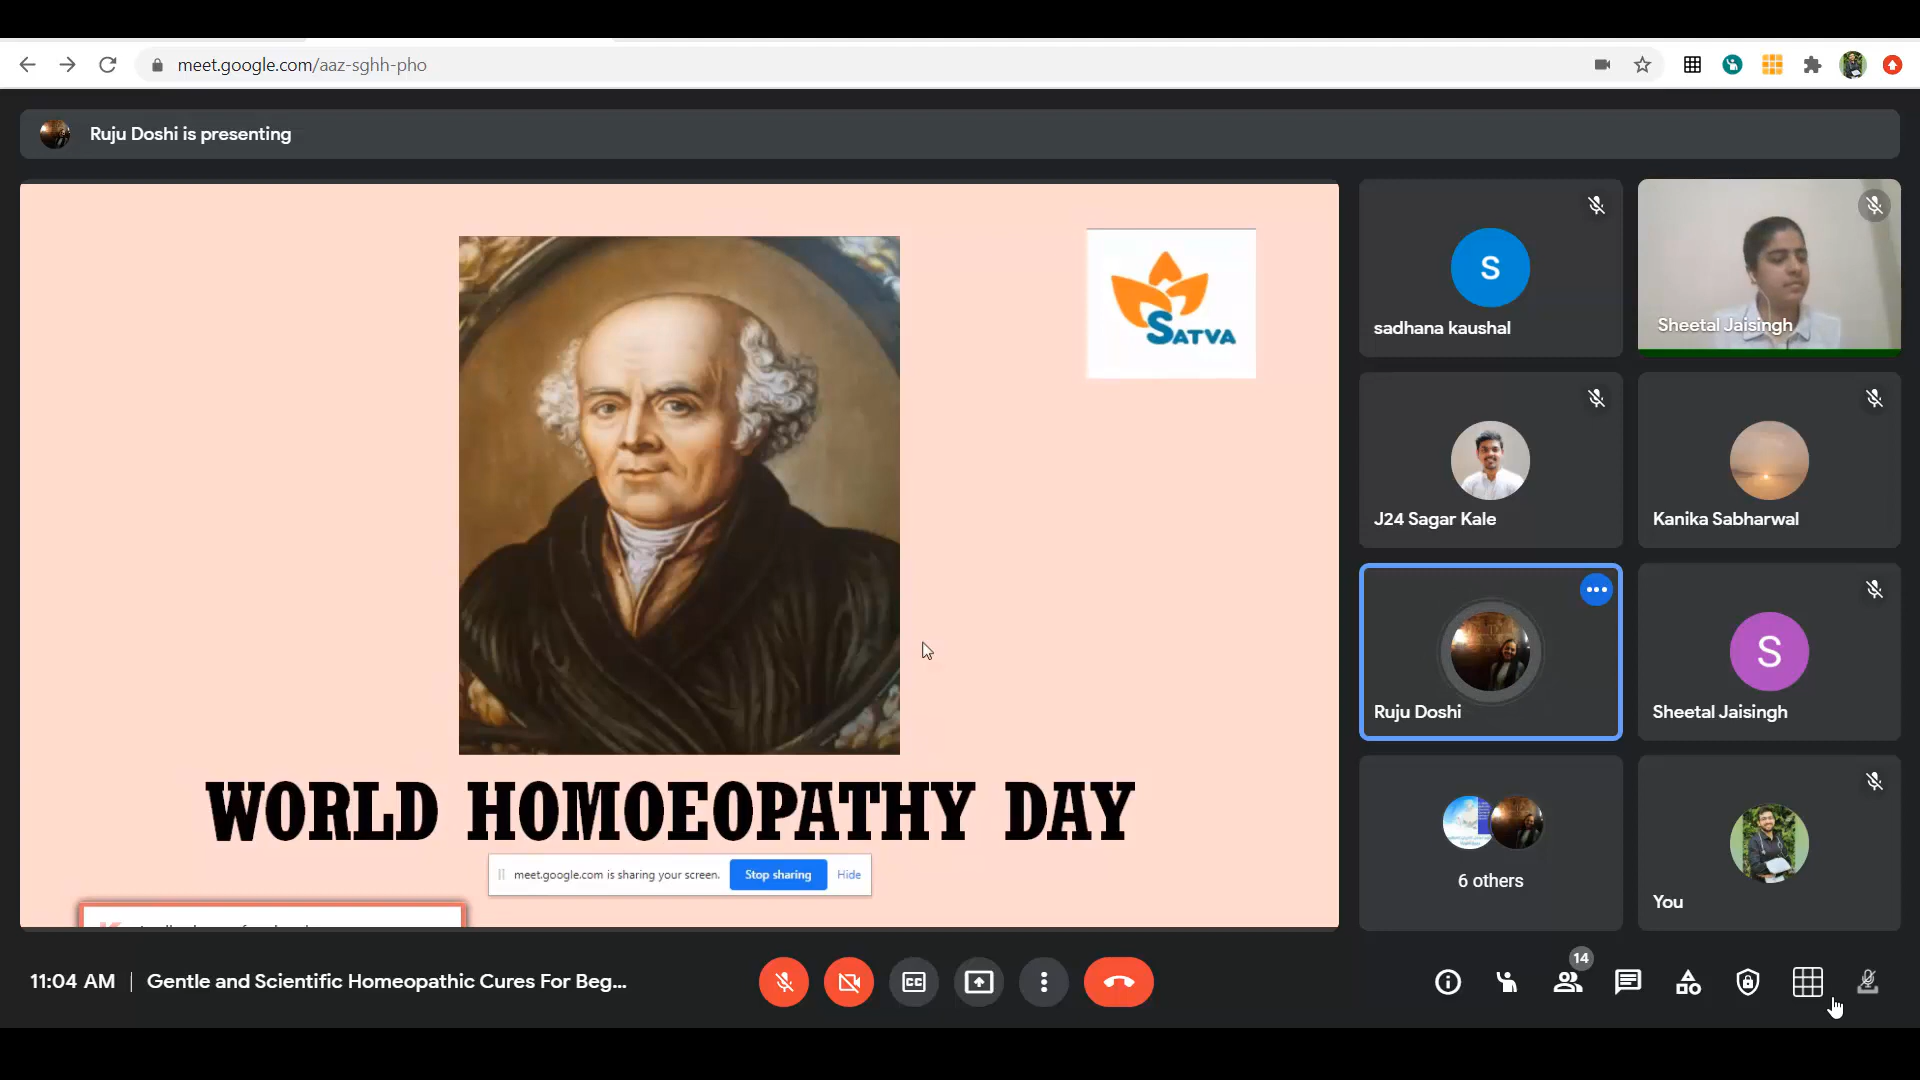 meet.google.com/aaz-sghh-pho
Ruju Doshi is presenting
SATVA
WORLD HOMOEPATHY DAY
meet.google.com is sharing your screen.
Stop sharing
Hide
S
sadhana kaushal
Sheetal Jaisingh
J24 Sagar Kale
Kanika Sabharwal
Ruju Doshi
S
Sheetal Jaisingh
6 others
You
11:04 AM
Gentle and Scientific Homeopathic Cures For Beg...
CC
14